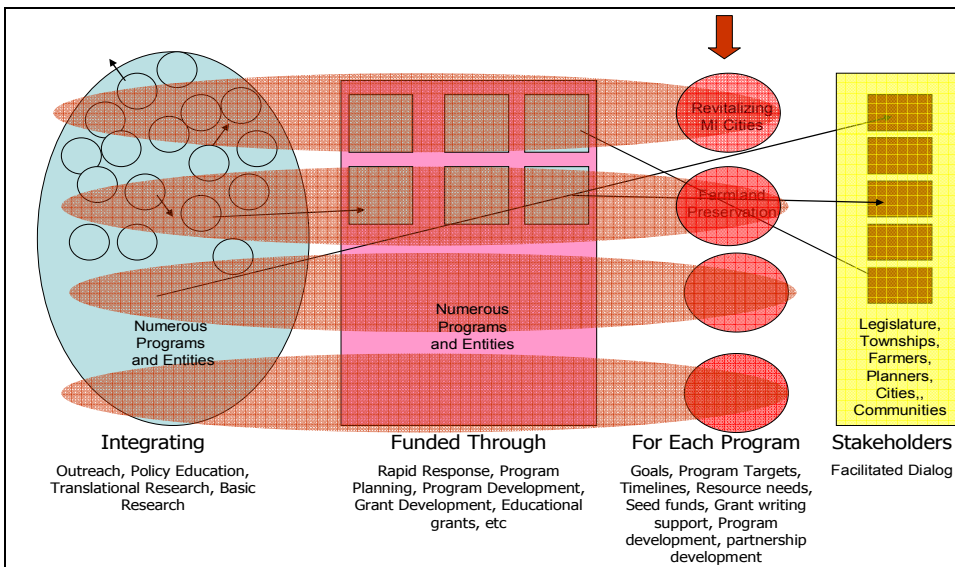 Revitalizing
MI Cities
Farmland
Preservation
Numerous
Programs
and Entities
Numerous
Programs
and Entities
Legislature,
Townships,
Farmers,
Planners,
Cities,,
Communities
Integrating
Outreach, Policy Education,
Translational Research, Basic
Research
Funded Through
Rapid Response, Program
Planning, Program Development,
Grant Development, Educational
grants, etc
For Each Program
Goals, Program Targets,
Timelines, Resource needs,
Seed funds, Grant writing
support, Program
development, partnership
development
Stakeholders
Facilitated Dialog